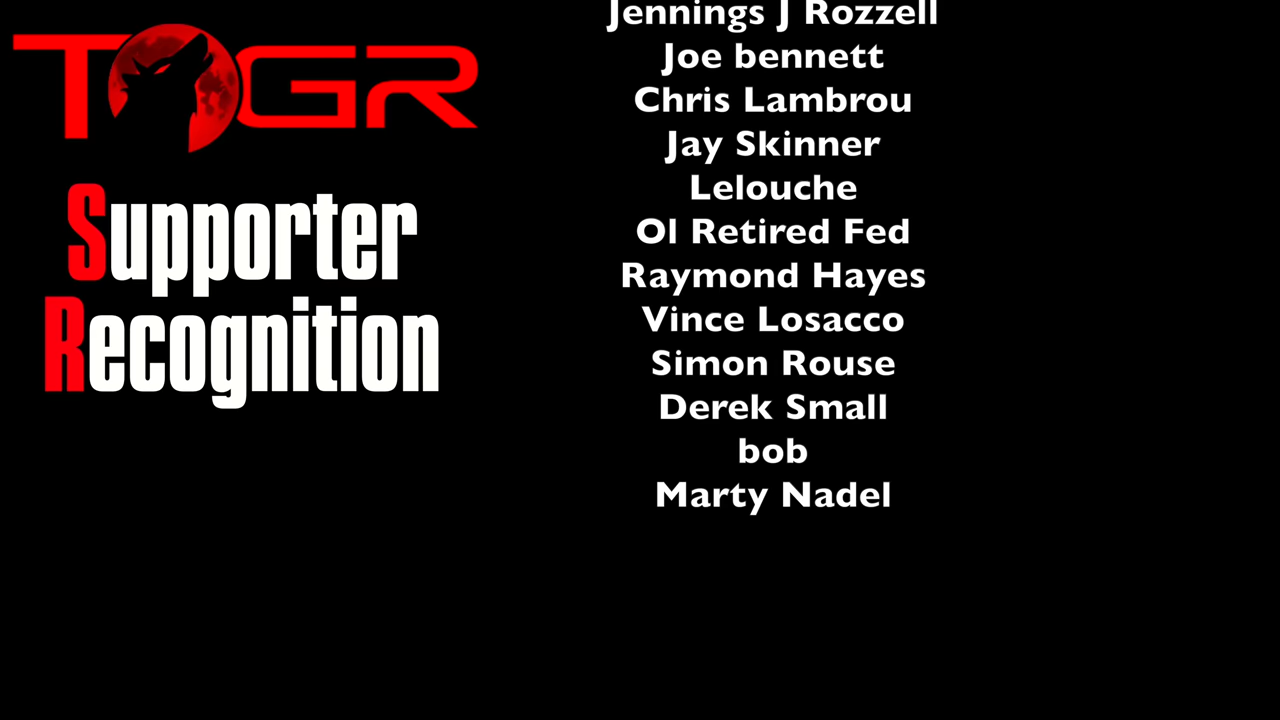 TOGR
Supporter
Recognition
Jennings J Rozzell
Joe bennett
Chris Lambrou
Jay Skinner
Lelouche
Ol Retired Fed
Raymond Hayes
Vince Losacco
Simon Rouse
Derek Small
bob
Marty Nadel